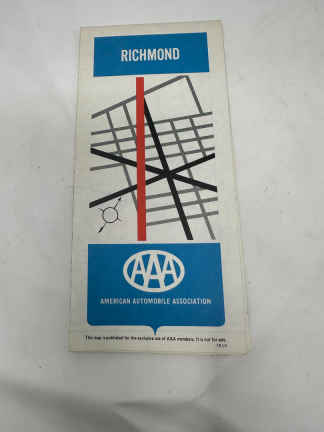 RICHMOND
AAA
AMERICAN AUTOMOBILE ASSOCIATION
This map is published for the exclusive use of AAA members. It is not for sale.